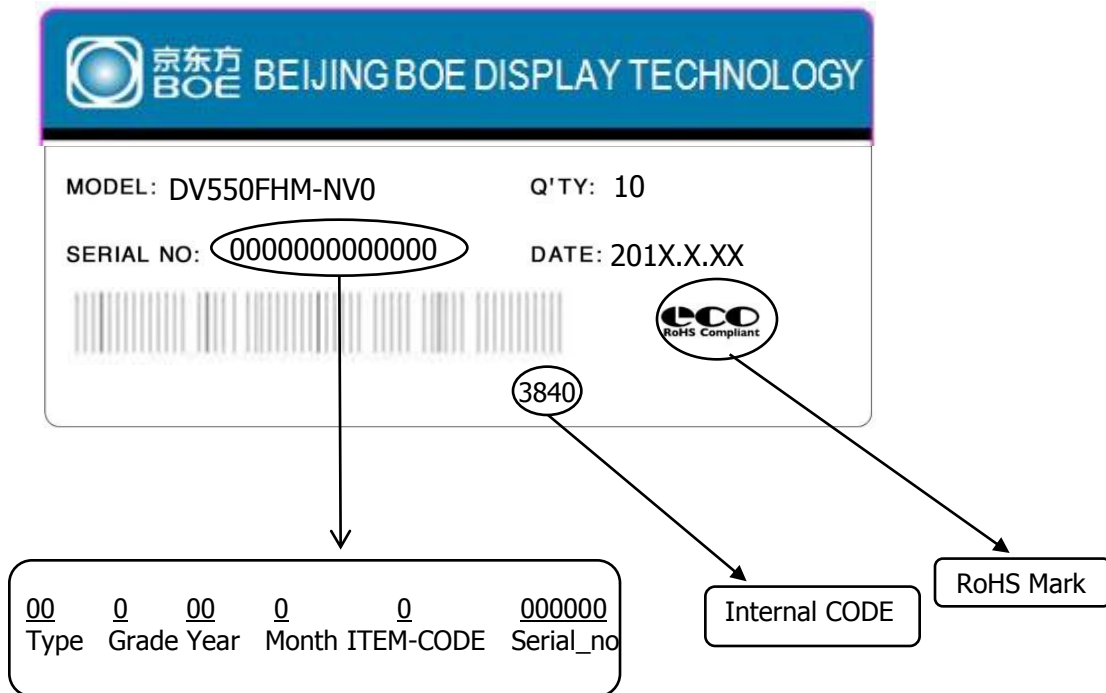 京东方
BOE BEIJING BOE DISPLAY TECHNOLOGY
MODEL: DV550FHM-NV0 Q'TY: 10
SERIAL NO: 0000000000000 DATE: 201X.X.XX
eco
RoHS Compliant
3840
00 0 00 0 0 000000
Type Grade Year Month ITEM-CODE Serial_no
Internal CODE
RoHS Mark